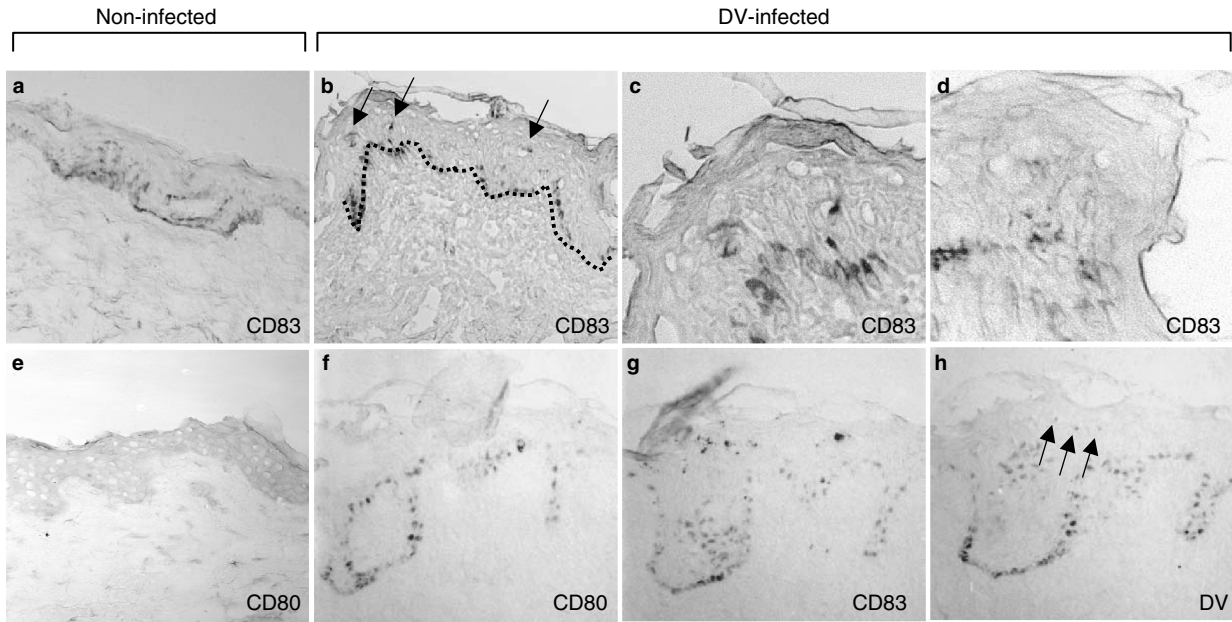 Non-infected
DV-infected
a
CD83
b
CD83
c
CD83
d
CD83
e
CD80
f
CD80
g
CD83
h
DV